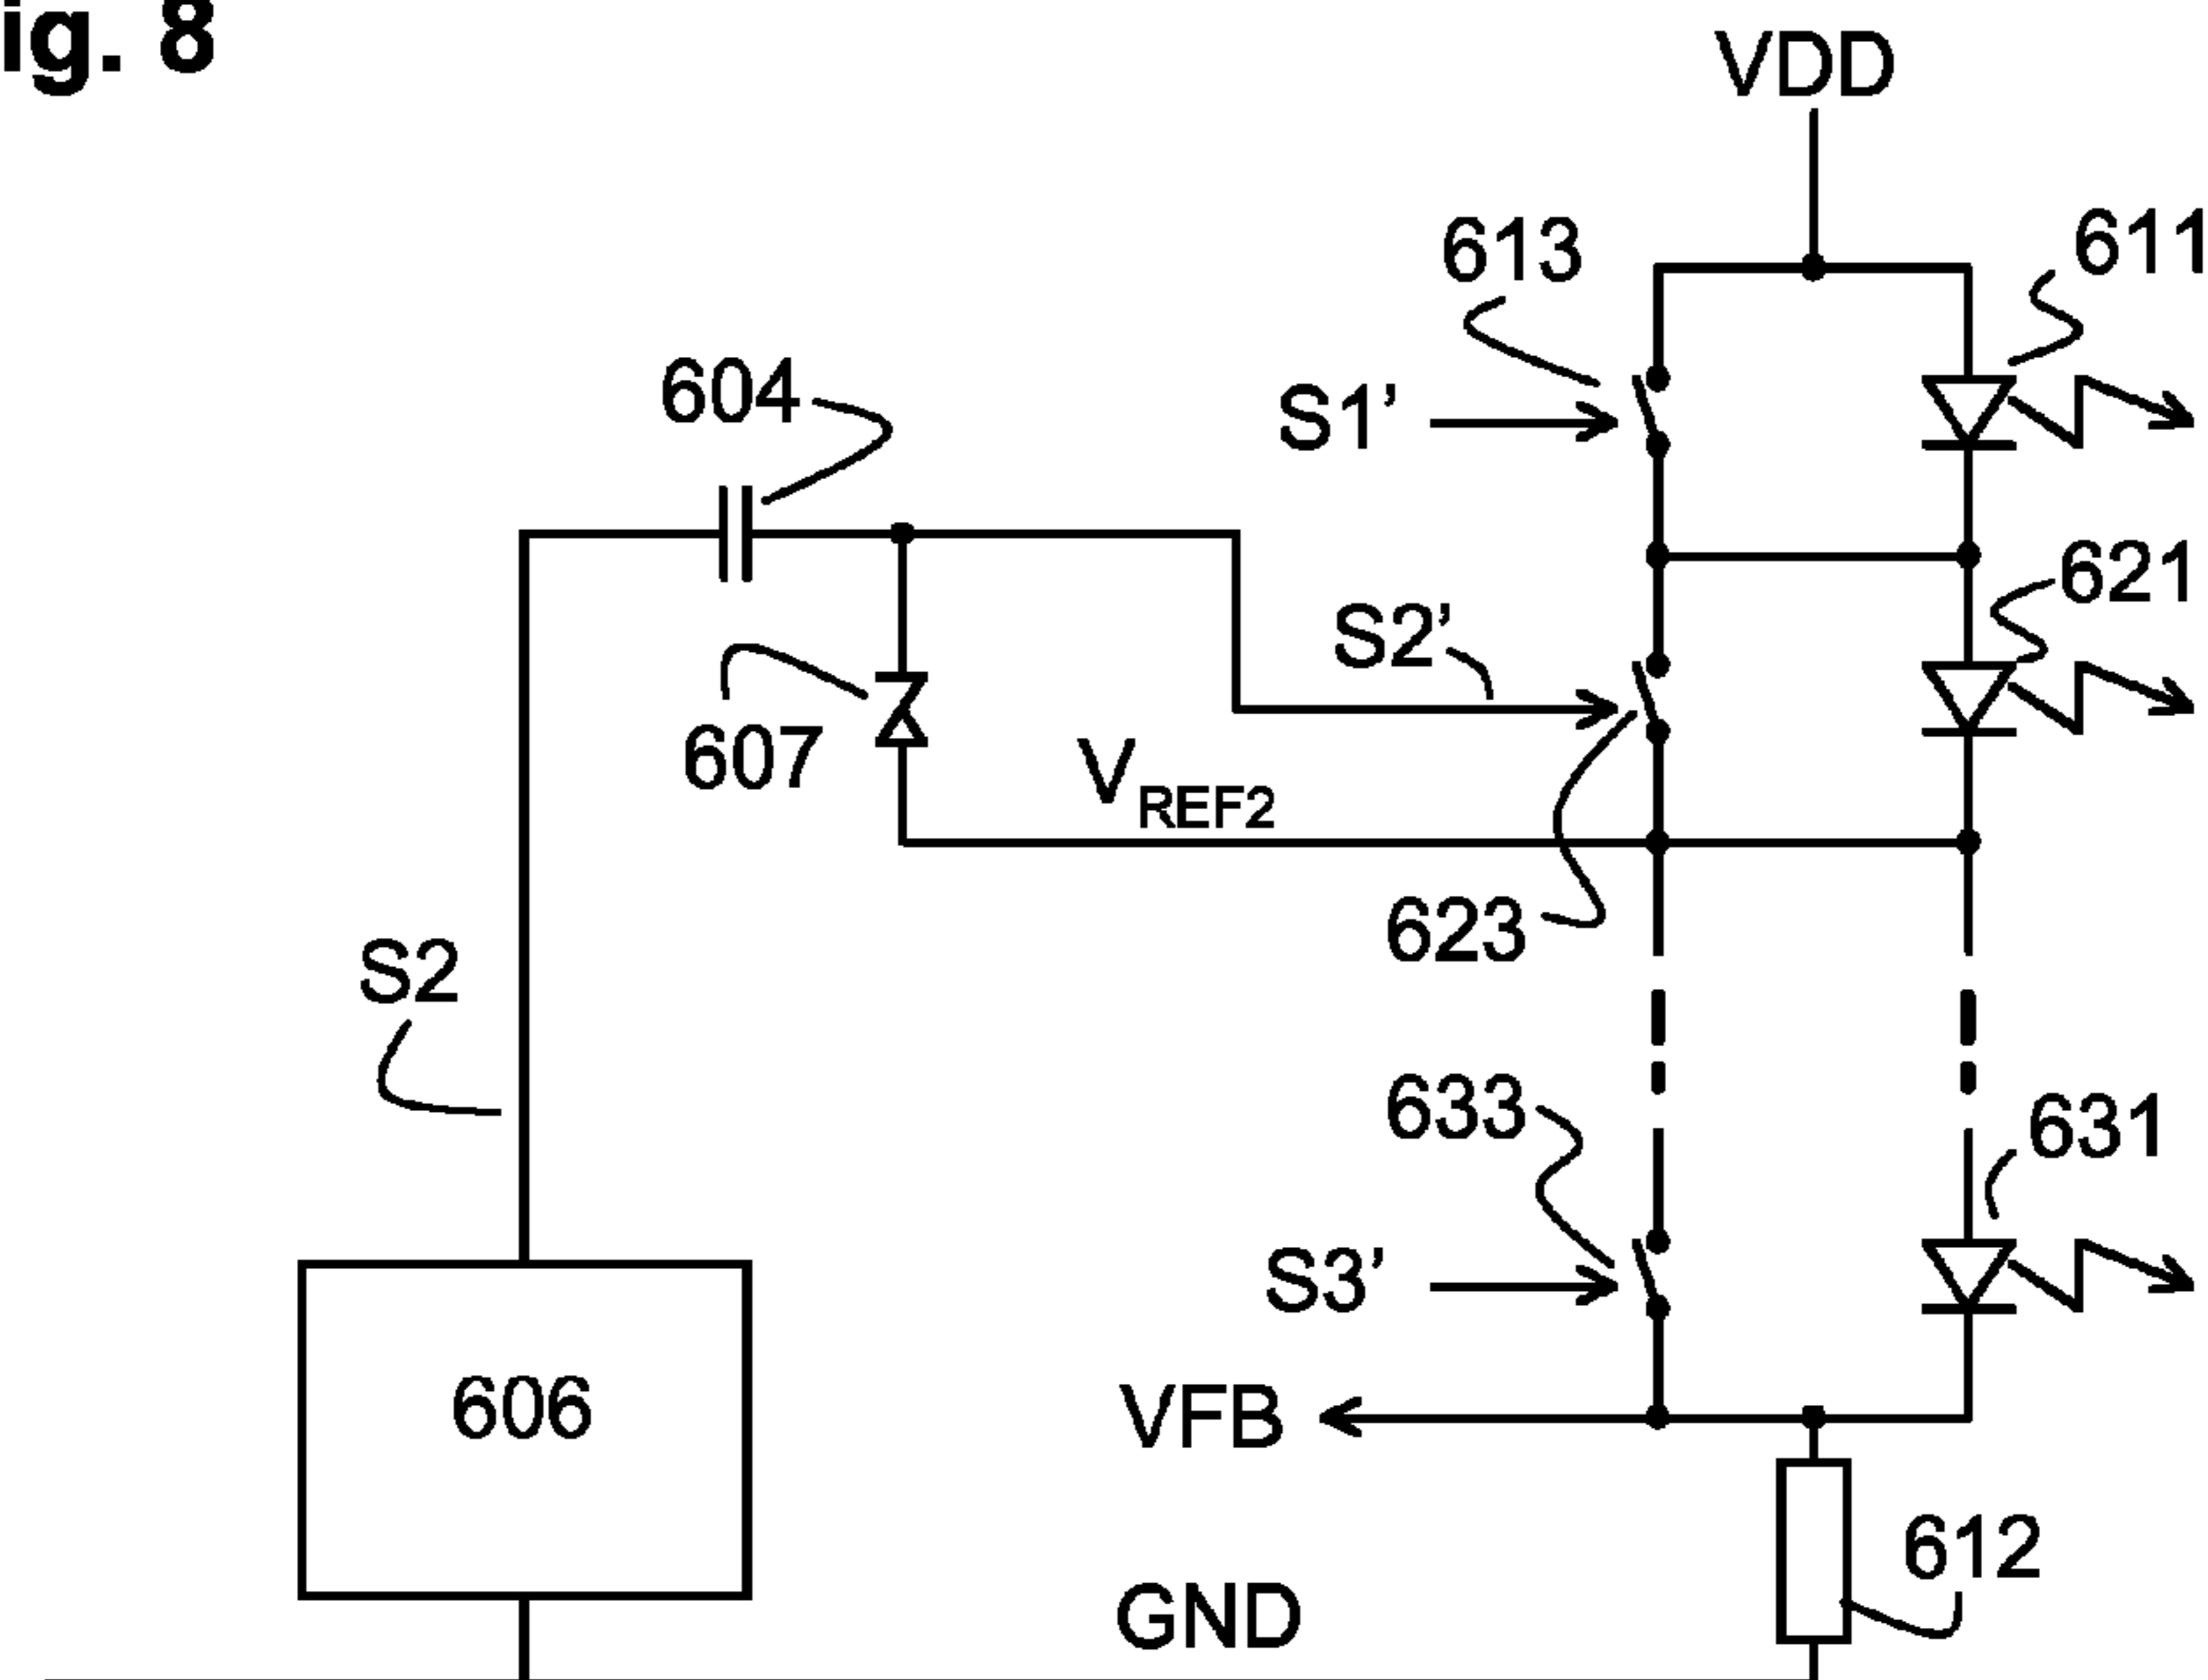 ig. 8
VDD
613
611
604
S1’
621
S2’
607
VREF2
623
S2
633
631
S3’
606
VFB
612
GND